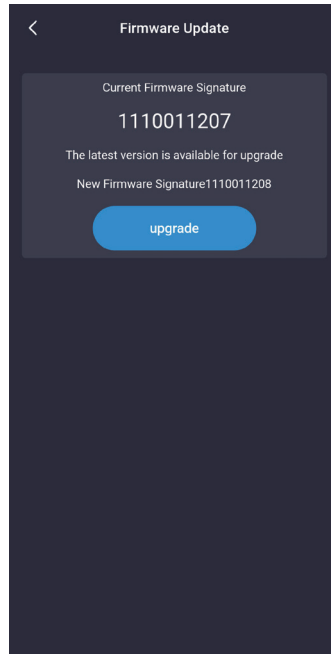 Firmware Update
Current Firmware Signature
1110011207
The latest version is available for upgrade
New Firmware Signature1110011208
upgrade